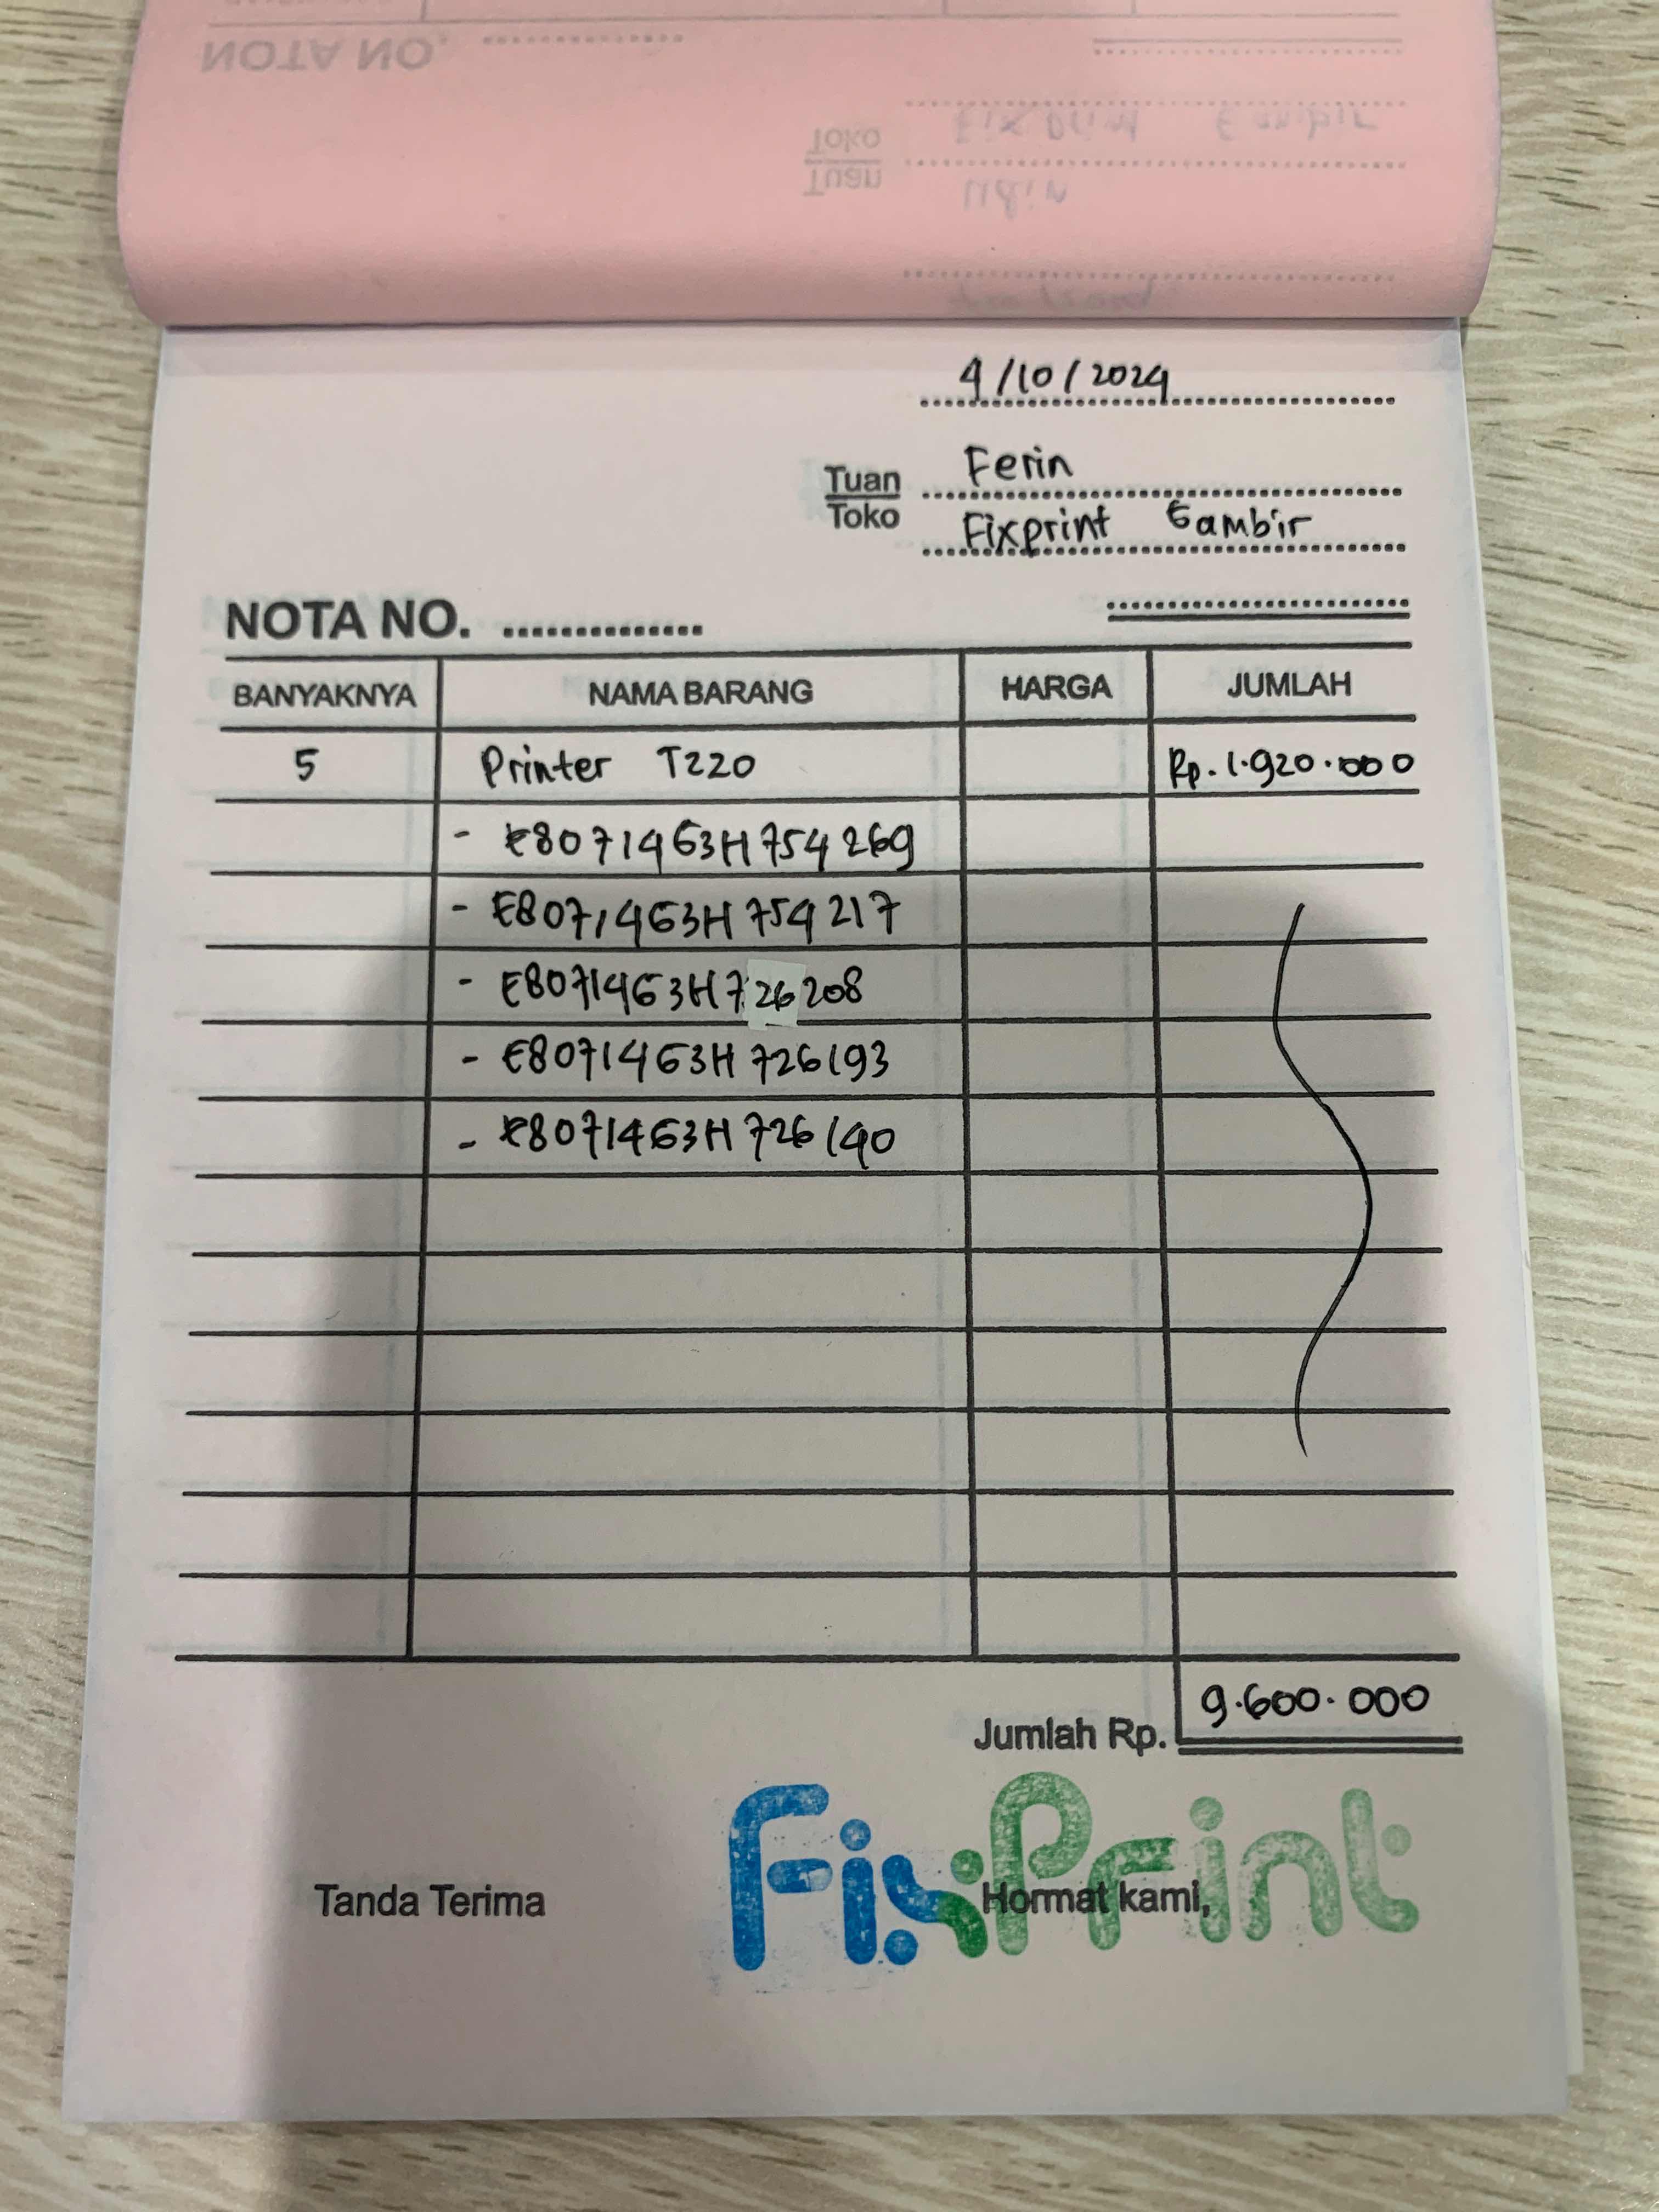 NOTA NO. ..............
Toko Fixprint Gambir
Tuan Udin
4/10/2024
Tuan Ferin
Toko Fixprint Gambir
NOTA NO. ..............
BANYAKNYA NAMA BARANG HARGA JUMLAH
5 Printer T220 Rp. 1.920.000
- E8071463H754269
- E8071463H754217
- E8071463H726208
- E8071463H726193
- E8071463H726190
Jumlah Rp. 9.600.000
FixPrint
Tanda Terima Hormat kami,